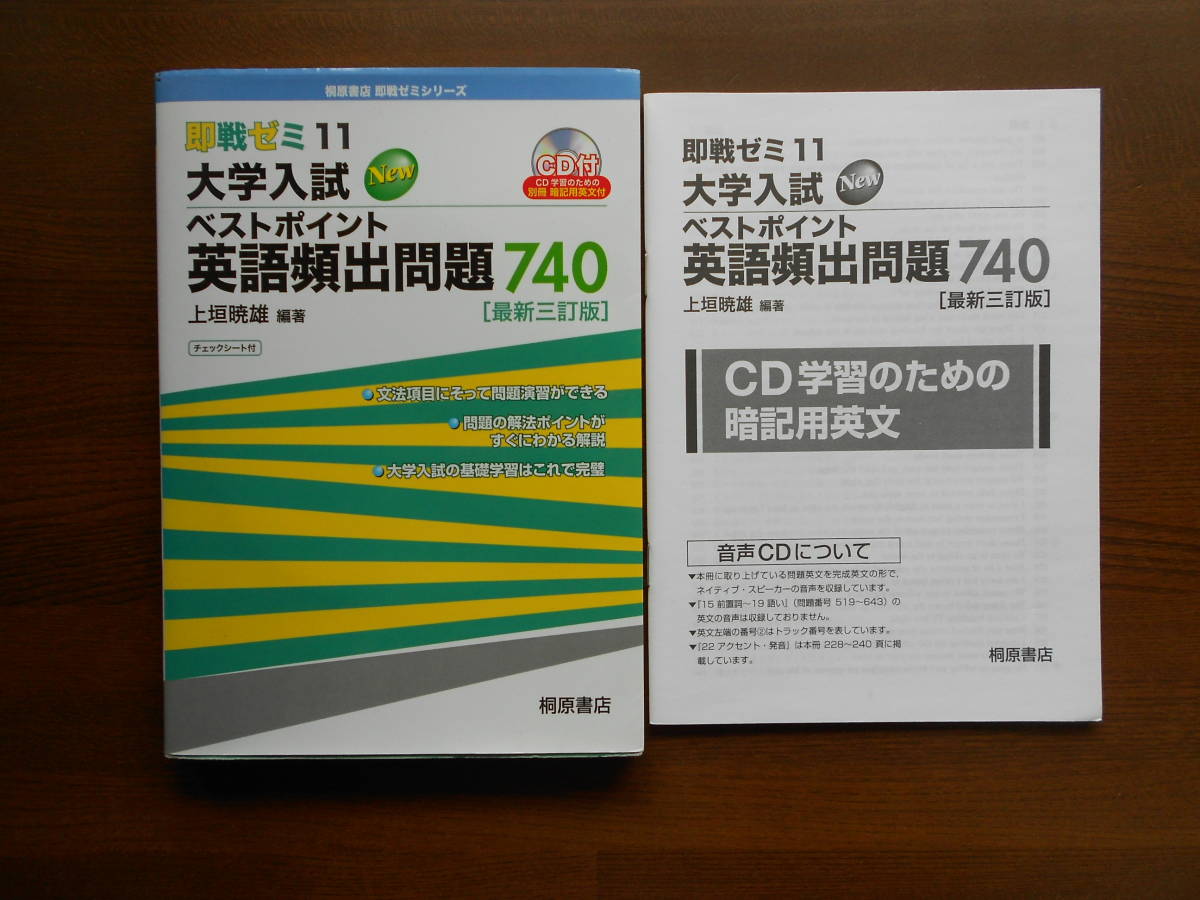 桐原書店 即戦ゼミシリーズ
即戦ゼミ 11
大学入試 New
ベストポイント
英語頻出問題 740
上垣暁雄 編著 [最新三訂版]
CD付
CD 学習のための
別冊 暗記用英文付
チェックシート付
文法項目にそって問題演習ができる
問題の解法ポイントが
すぐにわかる解説
大学入試の基礎学習はこれで完璧
桐原書店
即戦ゼミ 11
大学入試 New
ベストポイント
英語頻出問題 740
上垣暁雄 編著 [最新三訂版]
CD 学習のための
暗記用英文
音声CDについて
▼本冊に取り上げている問題英文を完成英文の形で,
ネイティブ・スピーカーの音声を収録しています。
▼『15 前置詞～19 語い』(問題番号 519～643) の
英文の音声は収録しておりません。
▼英文左端の番号②はトラック番号を表しています。
▼『22 アクセント・発音』は本冊 228～240 頁に掲
載しています。
桐原書店